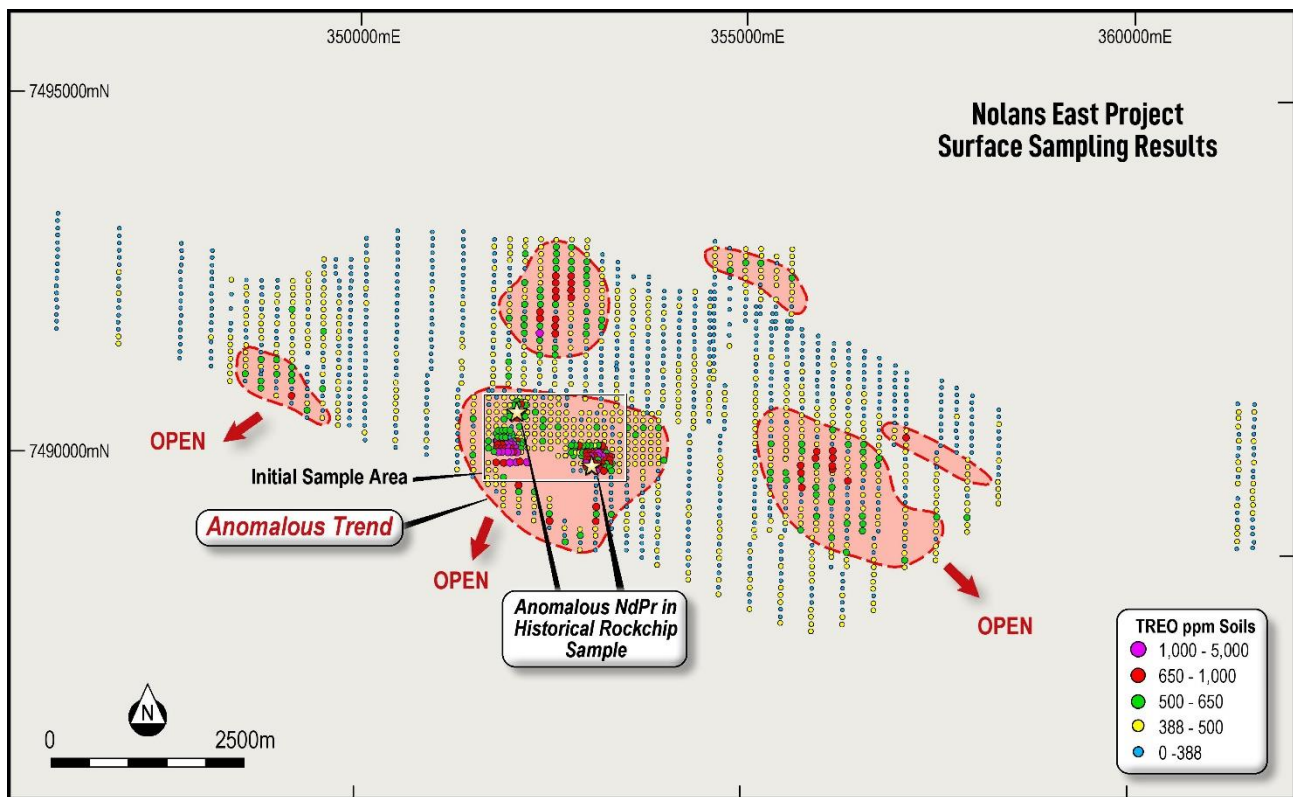 350000mE
355000mE
360000mE
7495000mN
Nolans East Project
Surface Sampling Results
OPEN
7490000mN
Initial Sample Area
Anomalous Trend
OPEN
Anomalous NdPr in
Historical Rockchip
Sample
OPEN
TREO ppm Soils
1,000 - 5,000
650 - 1,000
500 - 650
388 - 500
0 -388
N
0 2500m